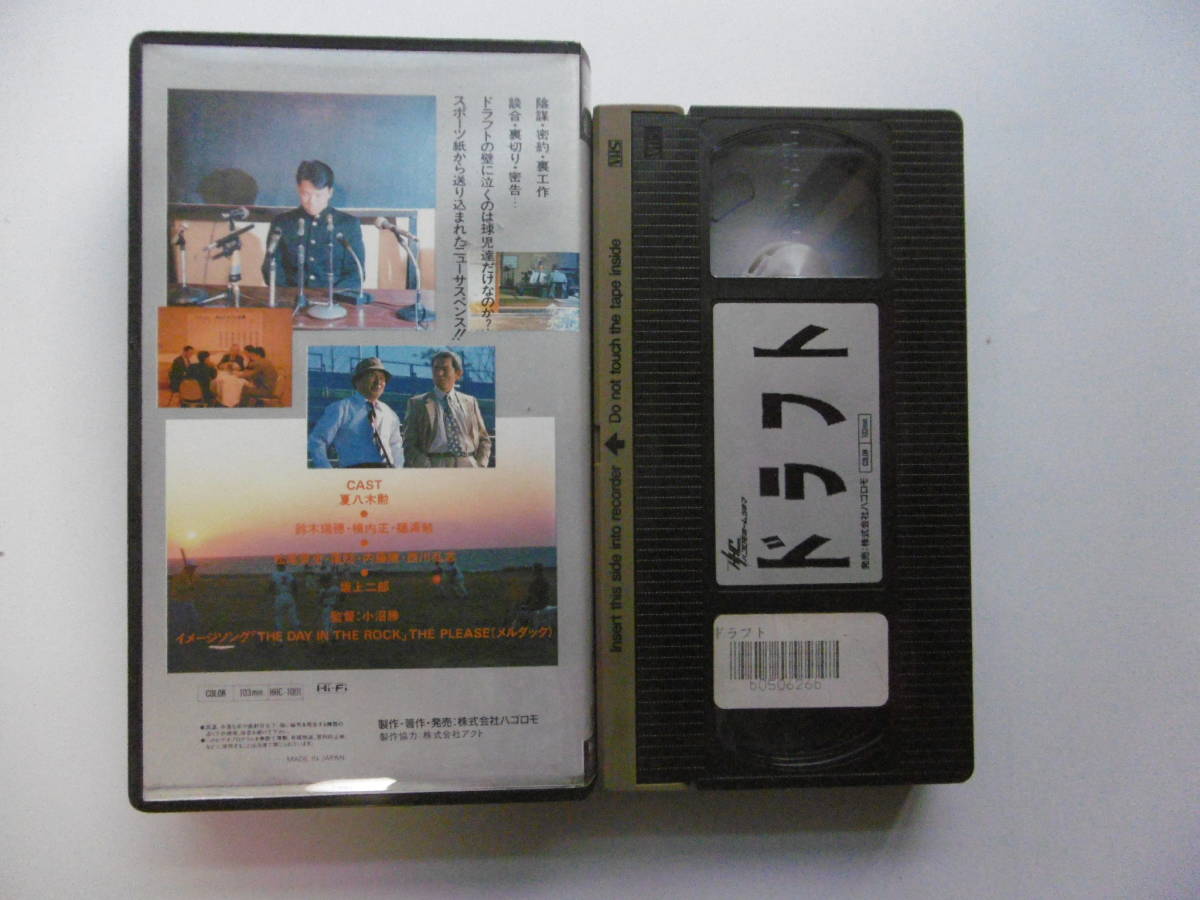 陰謀・密約・裏工作
談合・裏切り・密告…
ドラフトの壁に泣くのは球児達だけなのか?
スポーツ紙から送り込まれたニューサスペンス!!
CAST
夏八木勲
鈴木瑞穂・横内正・樋浦勉
坂上二郎
監督:小沼勝
イメージソング「THE DAY IN THE ROCK」THE PLEASE(メルダック)
COLOR 103min. HHC-1001 Hi-Fi
製作・著作・発売:株式会社ハゴロモ
製作協力 株式会社アクト
MADE IN JAPAN
VHS
Insert this side into recorder Do not touch the tape inside
ドラフト
発売:株式会社ハゴロモ
COLOR 103min.
ドラフト
60506266